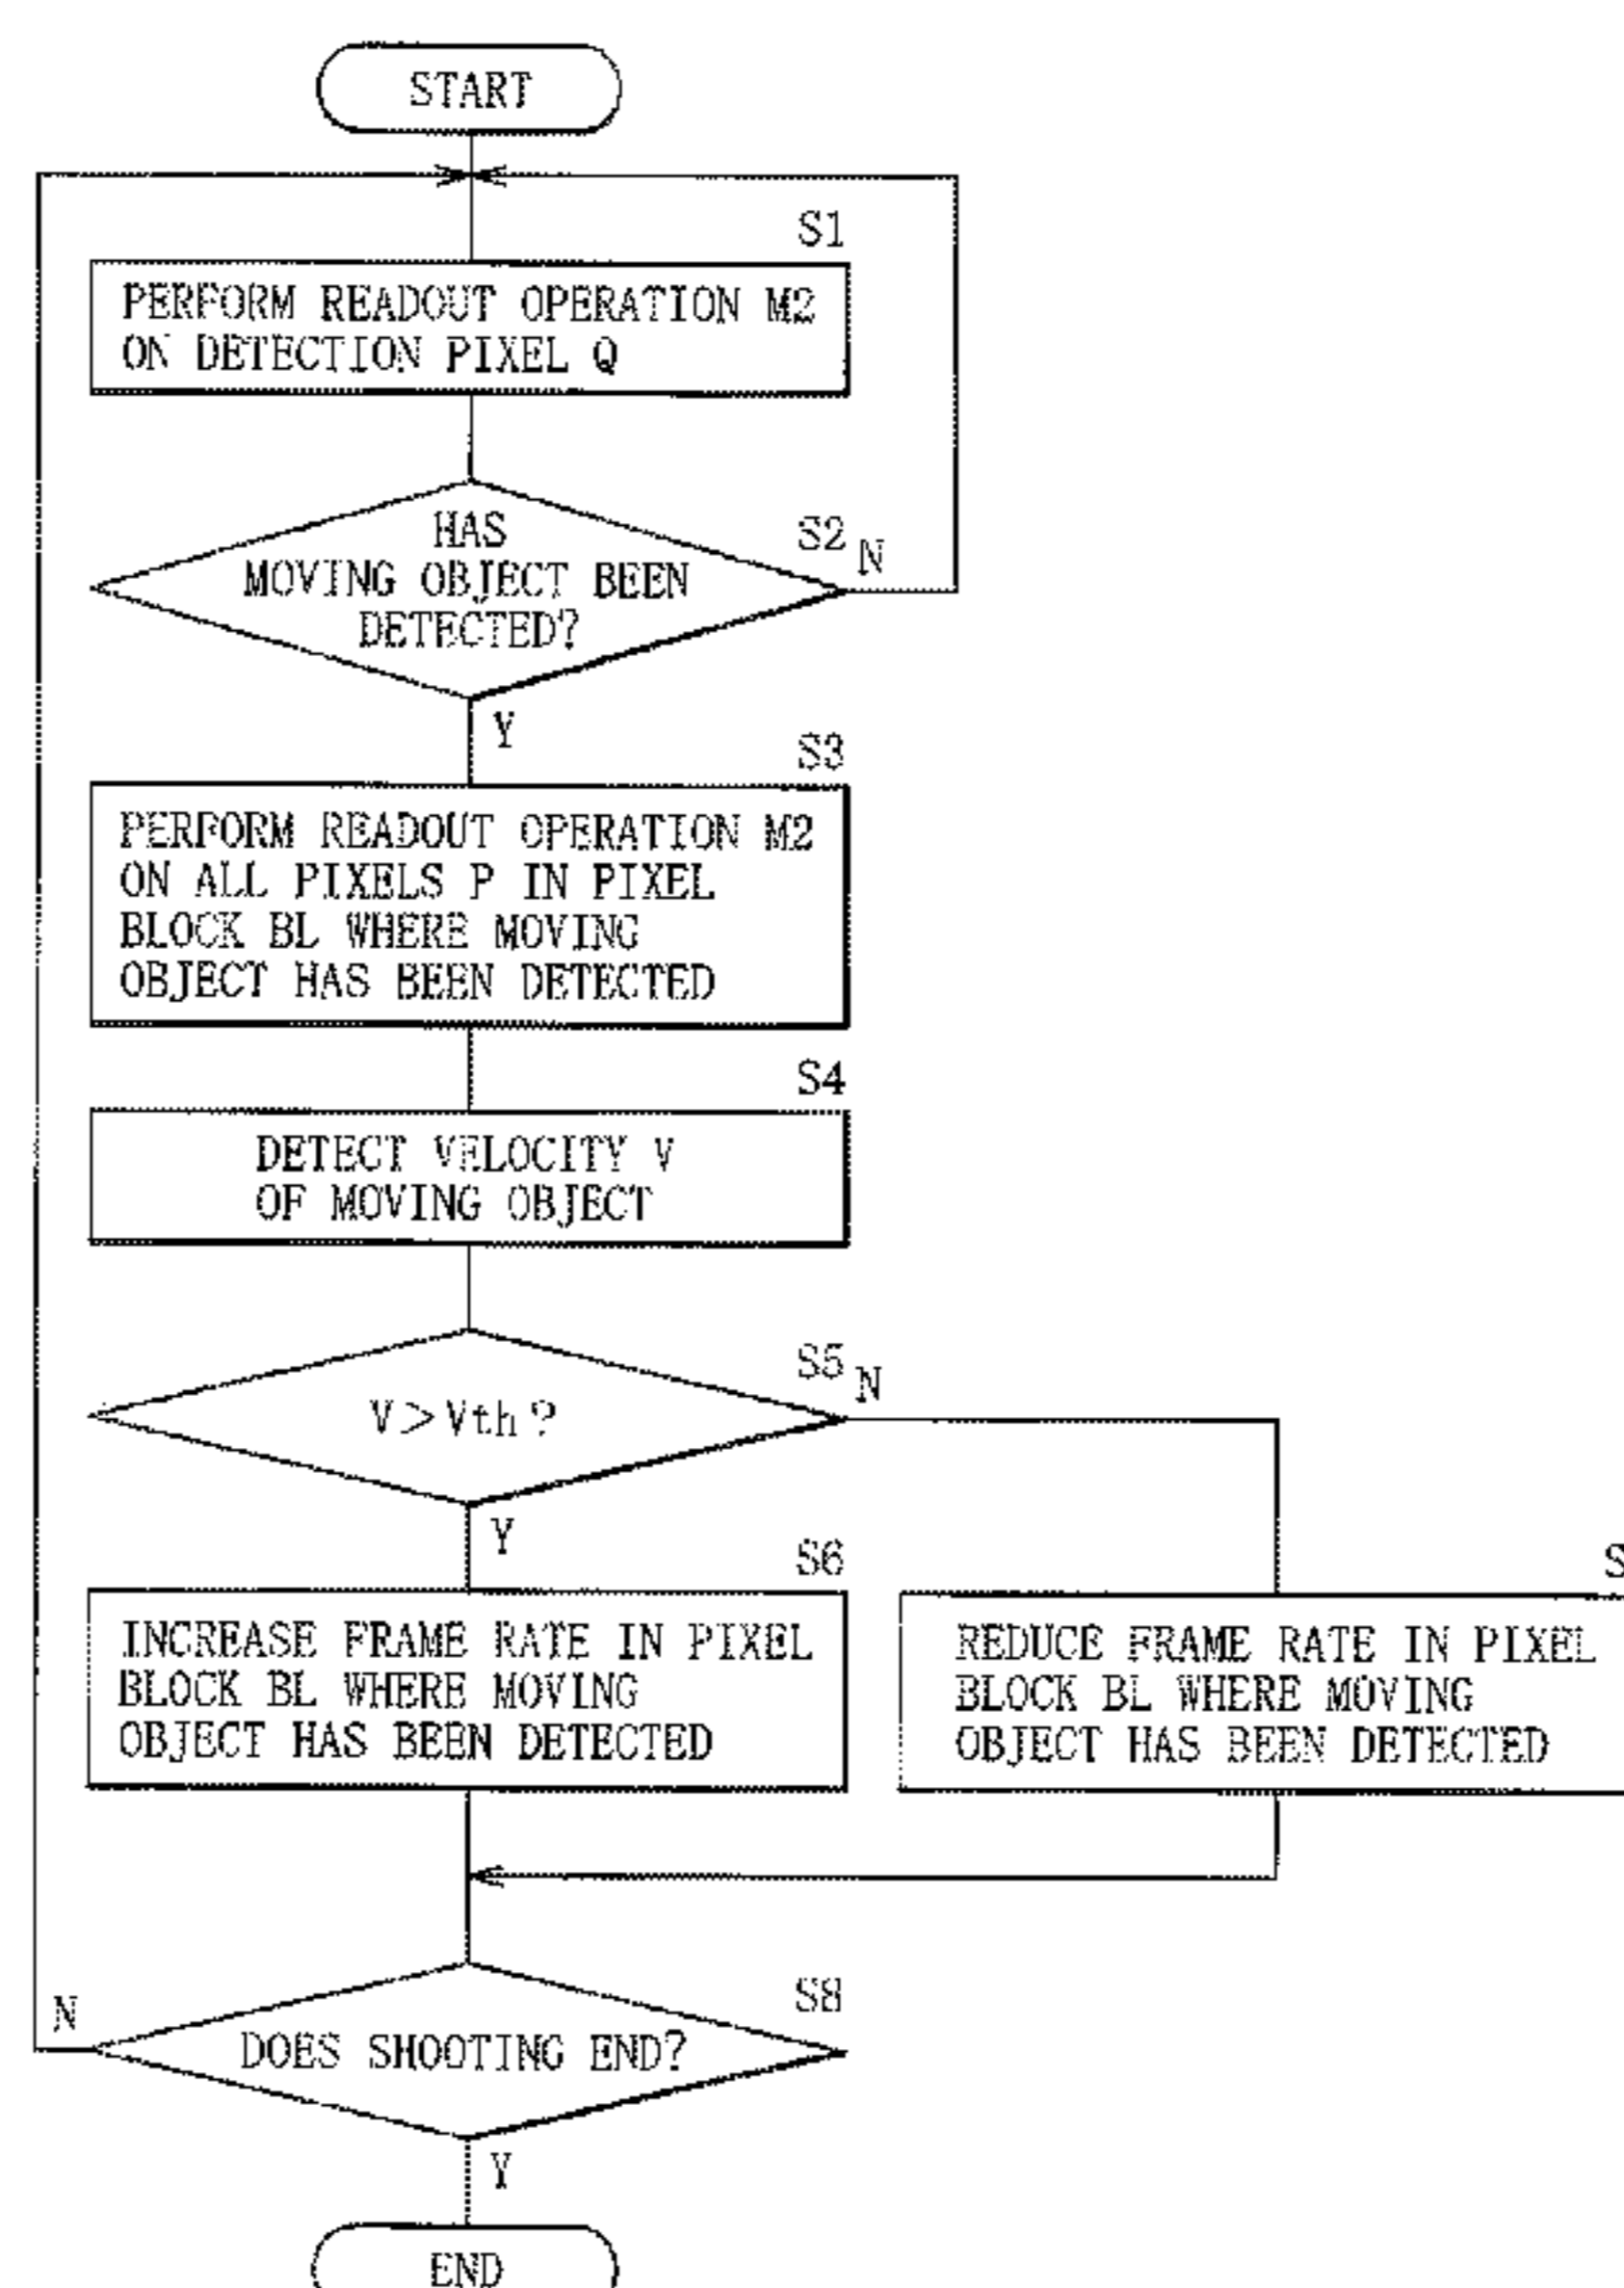 START
S1
PERFORM READOUT OPERATION M2
ON DETECTION PIXEL Q
S2
N
HAS
MOVING OBJECT BEEN
DETECTED?
Y
S3
PERFORM READOUT OPERATION M2
ON ALL PIXELS P IN PIXEL
BLOCK BL WHERE MOVING
OBJECT HAS BEEN DETECTED
S4
DETECT VELOCITY V
OF MOVING OBJECT
S5
N
V>Vth?
Y
S6
INCREASE FRAME RATE IN PIXEL
BLOCK BL WHERE MOVING
OBJECT HAS BEEN DETECTED
S
REDUCE FRAME RATE IN PIXEL
BLOCK BL WHERE MOVING
OBJECT HAS BEEN DETECTED
S8
N
DOES SHOOTING END?
Y
END